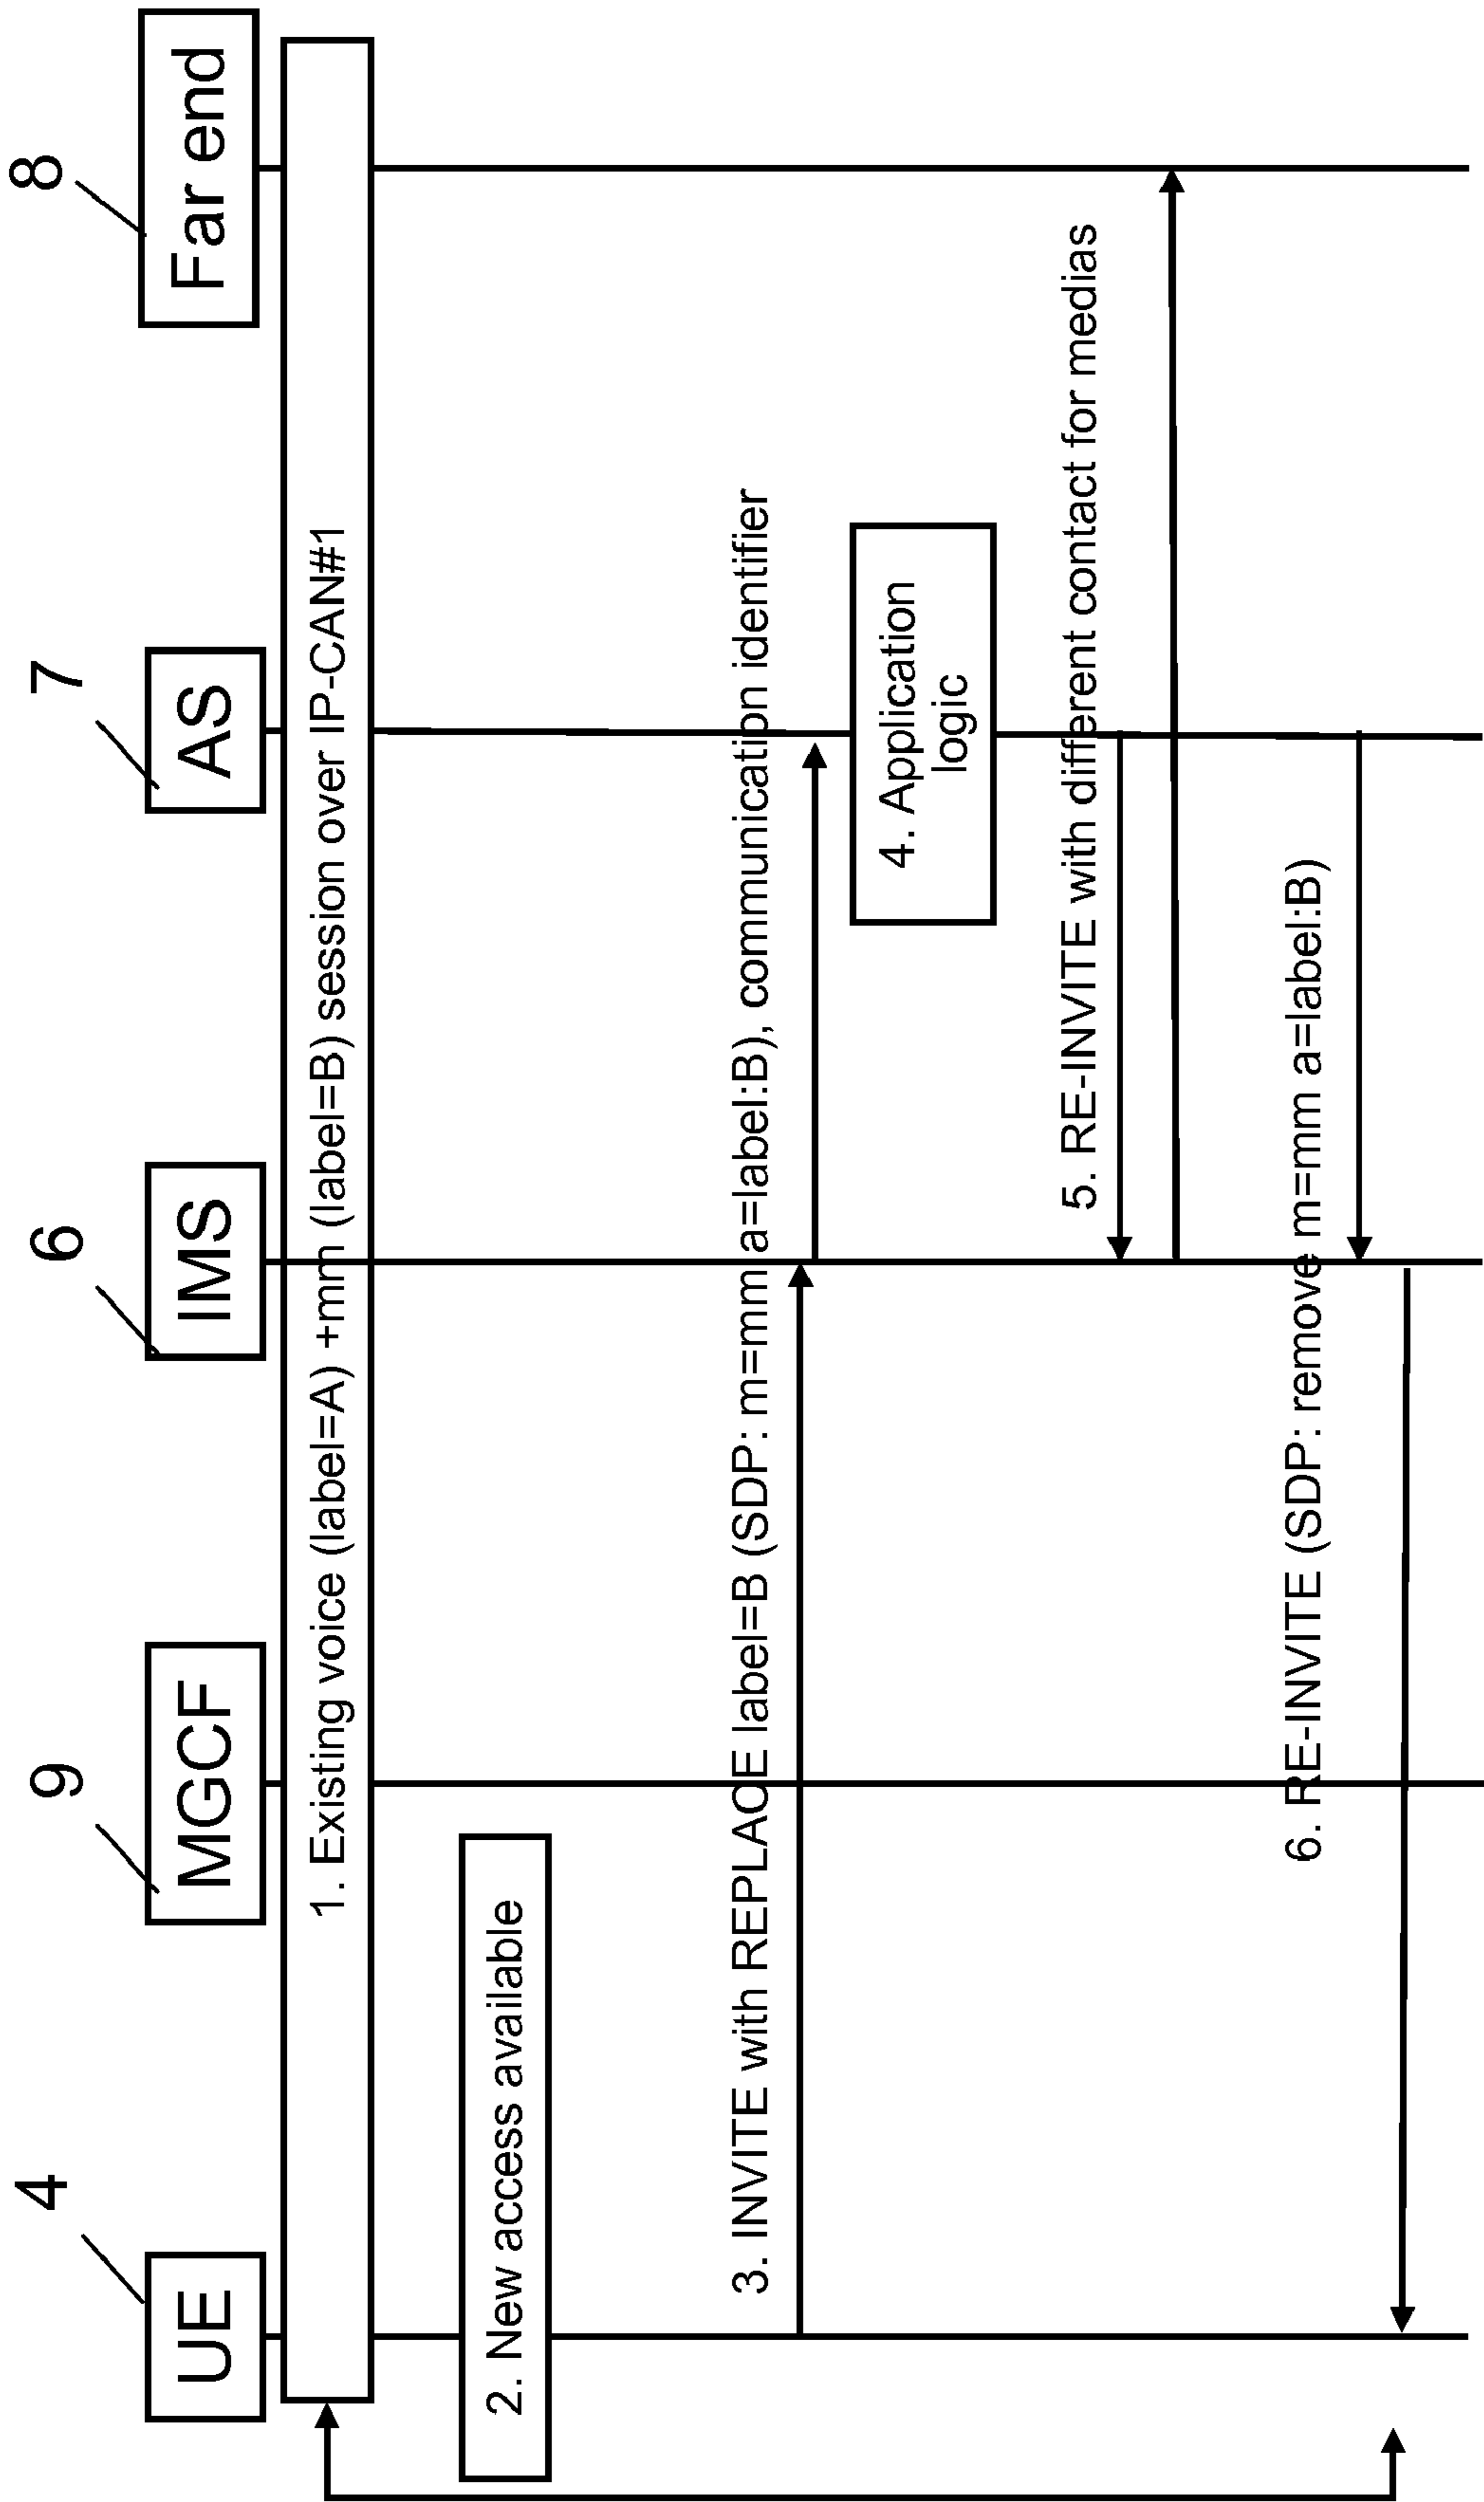 4
9
6
7
8
UE
MGCF
IMS
AS
Far end
1. Existing voice (label=A) +mm (label=B) session over IP-CAN#1
2. New access available
3. INVITE with REPLACE label=B (SDP: m=mm a=label:B), communication identifier
4. Application
logic
5. RE-INVITE with different contact for medias
6. RE-INVITE (SDP: remove m=mm a=label:B)